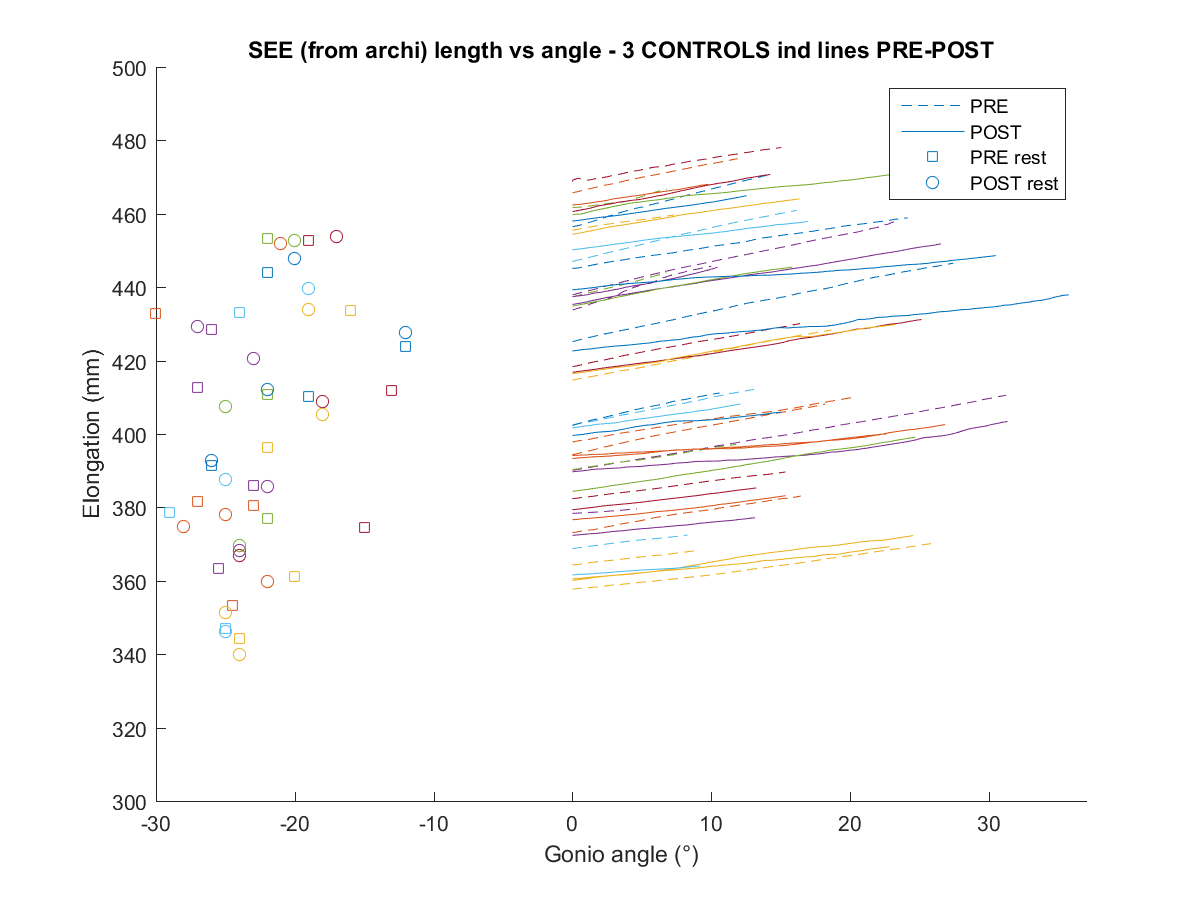 SEE (from archi) length vs angle - 3 CONTROLS ind lines PRE-POST
500
480
460
440
420
400
380
360
340
320
300
Elongation (mm)
-30
-20
-10
0
10
20
30
Gonio angle (°)
PRE
POST
PRE rest
POST rest